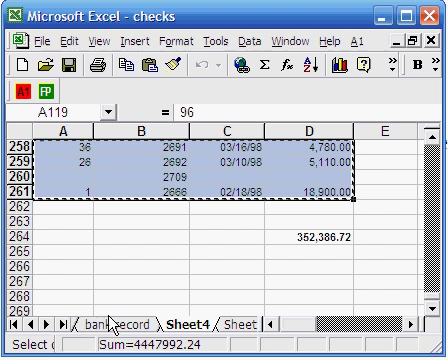 Microsoft Excel - checks
File Edit View Insert Format Tools Data Window Help A1
Σ fx B
A1 FP
A119 = 96
A B C D E
258 36 2691 03/16/98 4,780.00
259 26 2692 03/10/98 5,110.00
260 2709
261 1 2666 02/18/98 18,900.00
262
263
264 352,386.72
265
266
267
268
269
record Sheet4 Sheet
Select Sum=4447992.24